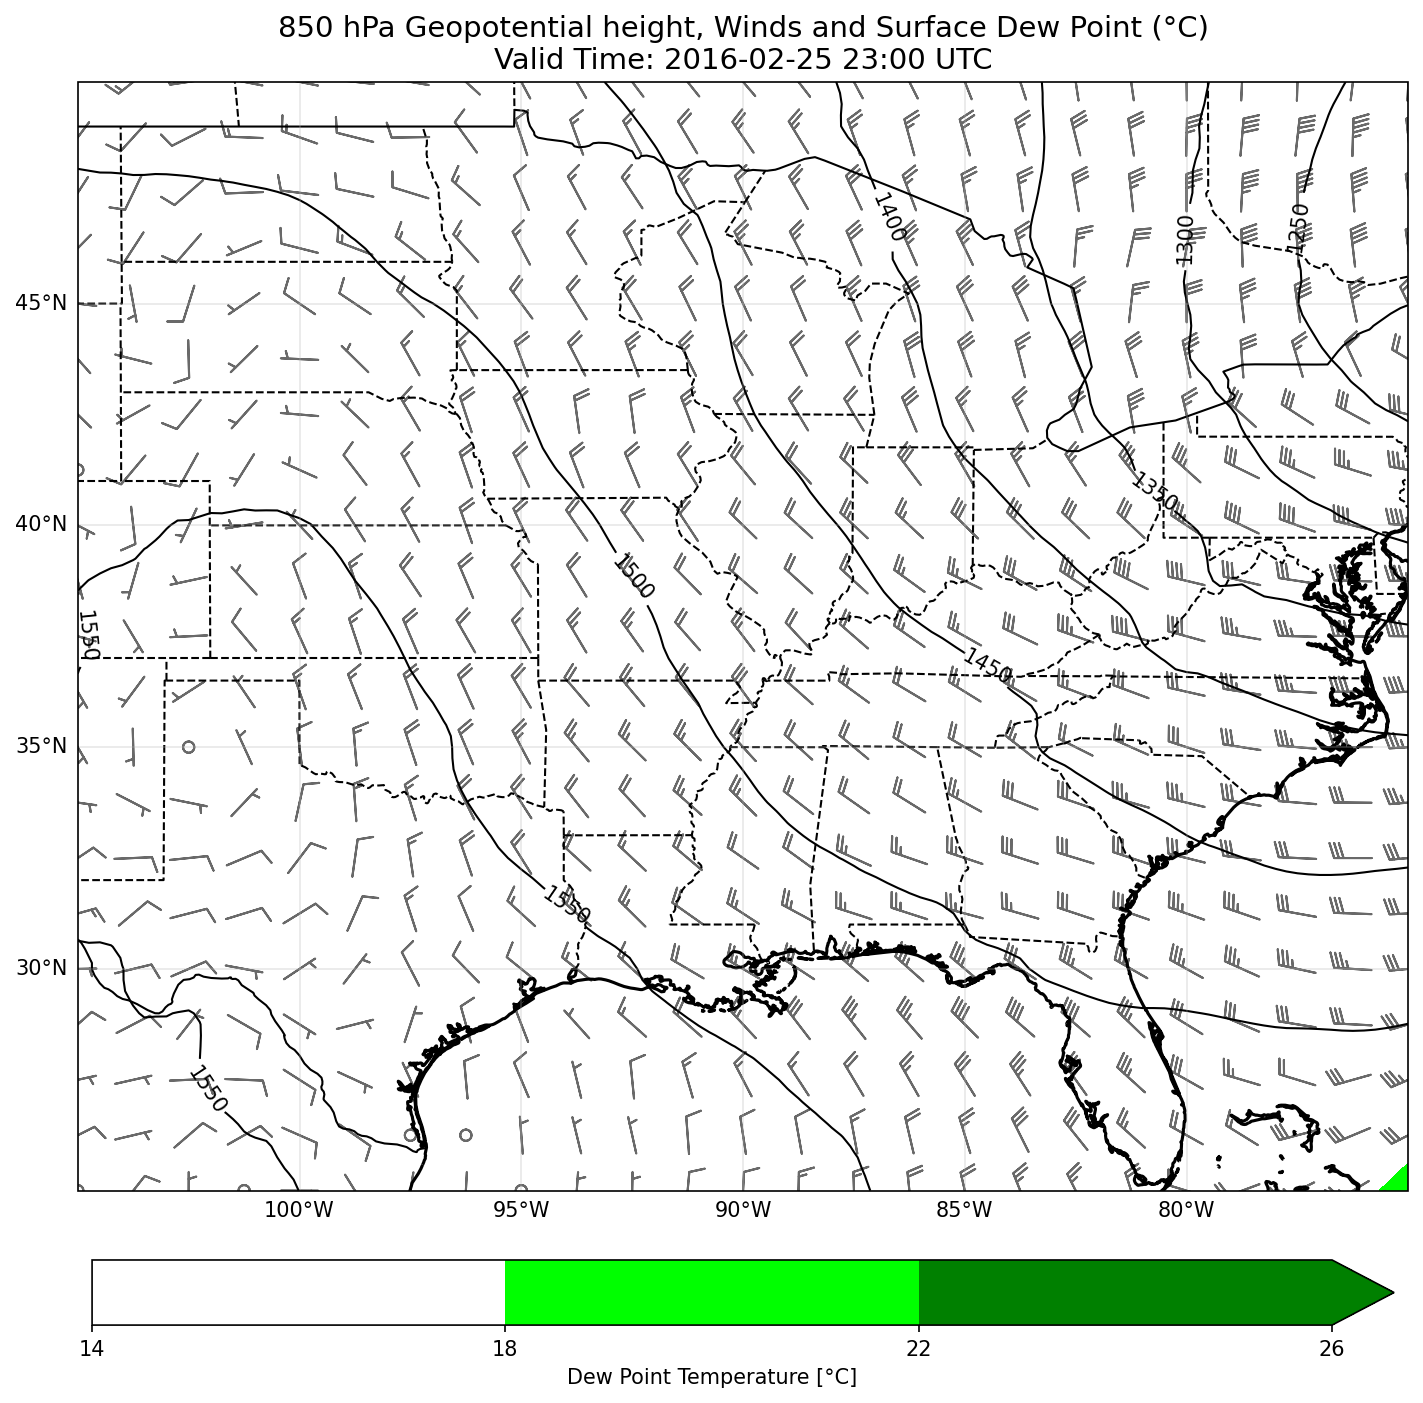 850 hPa Geopotential height, Winds and Surface Dew Point (°C)
Valid Time: 2016-02-25 23:00 UTC
1400
1300
1250
45°N
1350
40°N
1500
1550
1450
35°N
1550
30°N
1550
100°W 95°W 90°W 85°W 80°W
14 18 22 26
Dew Point Temperature [°C]